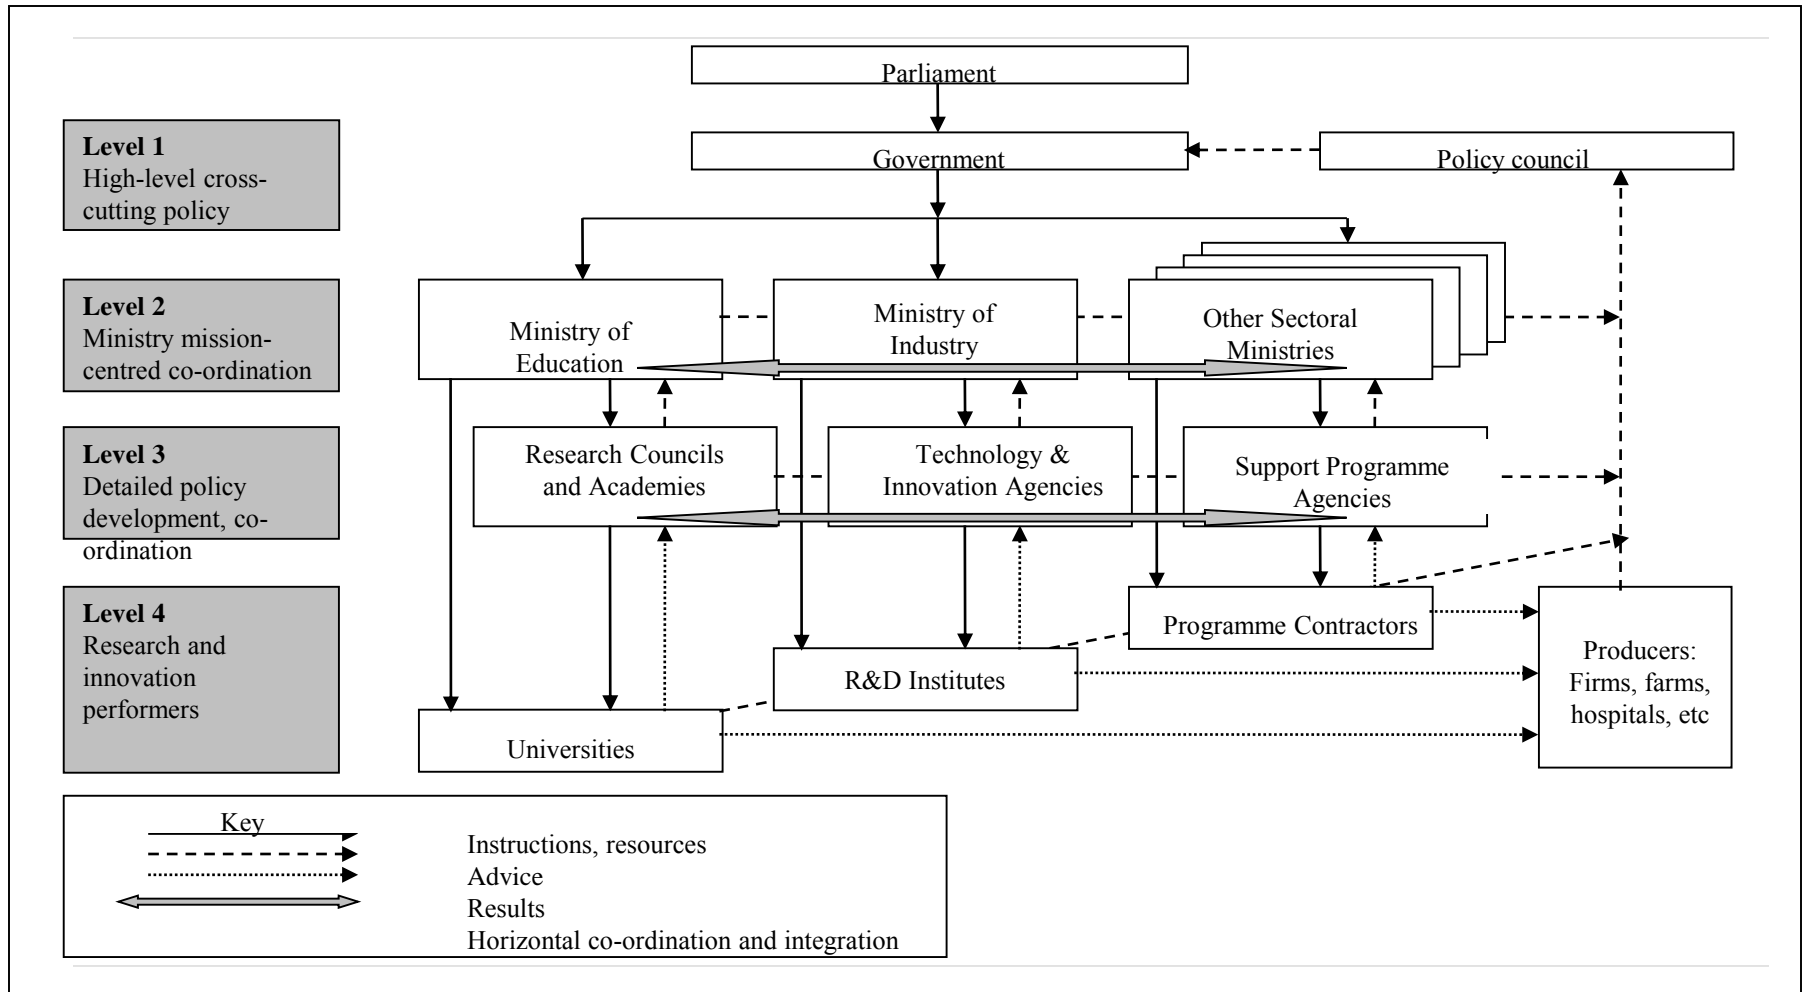 Parliament
Level 1
High-level cross-
cutting policy
Government
Policy council
Level 2
Ministry mission-
centred co-ordination
Ministry of
Education
Ministry of
Industry
Other Sectoral
Ministries
Level 3
Detailed policy
development, co-
ordination
Research Councils
and Academies
Technology &
Innovation Agencies
Support Programme
Agencies
Level 4
Research and
innovation
performers
Programme Contractors
R&D Institutes
Universities
Producers:
Firms, farms,
hospitals, etc
Key
Instructions, resources
Advice
Results
Horizontal co-ordination and integration